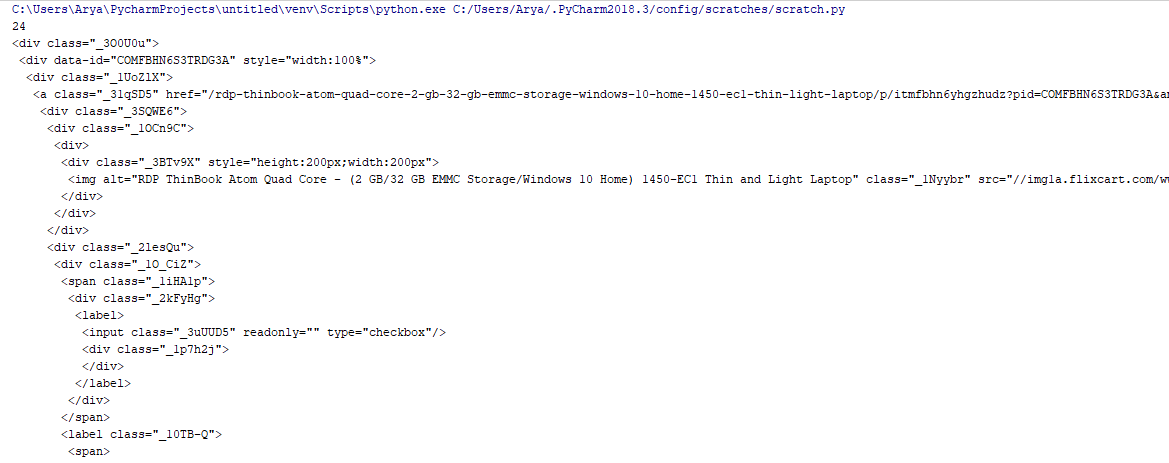 C:\Users\Arya\PycharmProjects\untitled\venv\Scripts\python.exe C:/Users/Arya/.PyCharm2018.3/config/scratches/scratch.py
24
<div class="_3O0U0u">
<div data-id="COMFBHN6S3TRDG3A" style="width:100%">
<div class="_1UoZlX">
<a class="_31qSD5" href="/rdp-thinbook-atom-quad-core-2-gb-32-gb-emmc-storage-windows-10-home-1450-ec1-thin-light-laptop/p/itmfbhn6yhgzhudz?pid=COMFBHN6S3TRDG3A&a
<div class="_3SQWE6">
<div class="_1OCn9C">
<div>
<div class="_3BTv9X" style="height:200px;width:200px">
<img alt="RDP ThinBook Atom Quad Core - (2 GB/32 GB EMMC Storage/Windows 10 Home) 1450-EC1 Thin and Light Laptop" class="_1Nyybr" src="//img1a.flixcart.com/w
</div>
</div>
</div>
<div class="_2lesQu">
<div class="_1O_CiZ">
<span class="_1iHA1p">
<div class="_2kFyHg">
<label>
<input class="_3uUUD5" readonly="" type="checkbox"/>
<div class="_1p7h2j">
</div>
</label>
</div>
</span>
<label class="_10TB-Q">
<span>